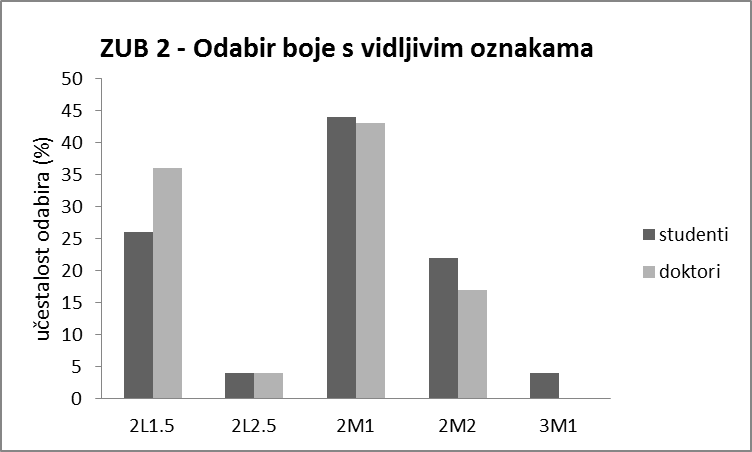 ZUB 2 - Odabir boje s vidljivim oznakama
učestalost odabira (%)
50
45
40
35
30
25
20
15
10
5
0
2L1.5 2L2.5 2M1 2M2 3M1
studenti
doktori